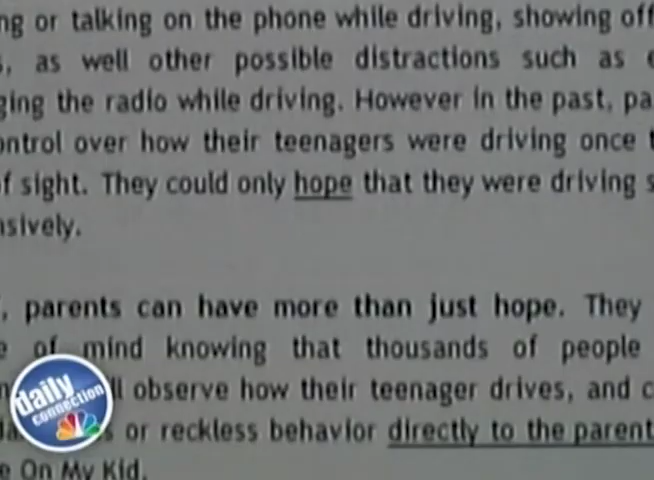 ng or talking on the phone while driving, showing off
s, as well other possible distractions such as e
ging the radio while driving. However in the past, pa
ontrol over how their teenagers were driving once t
of sight. They could only hope that they were driving s
nsively.
, parents can have more than just hope. They
e of mind knowing that thousands of people
ll observe how their teenager drives, and c
s or reckless behavior directly to the parent
e On My Kid.
daily
connection